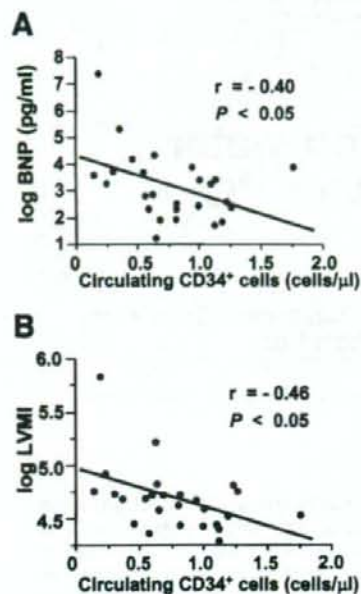 A
8
7
6
5
4
3
2
1
log BNP (pg/ml)
r = - 0.40
P < 0.05
0 0.5 1.0 1.5 2.0
Circulating CD34+ cells (cells/µl)
B
6.0
5.5
5.0
4.5
log LVMI
r = - 0.46
P < 0.05
0 0.5 1.0 1.5 2.0
Circulating CD34+ cells (cells/µl)